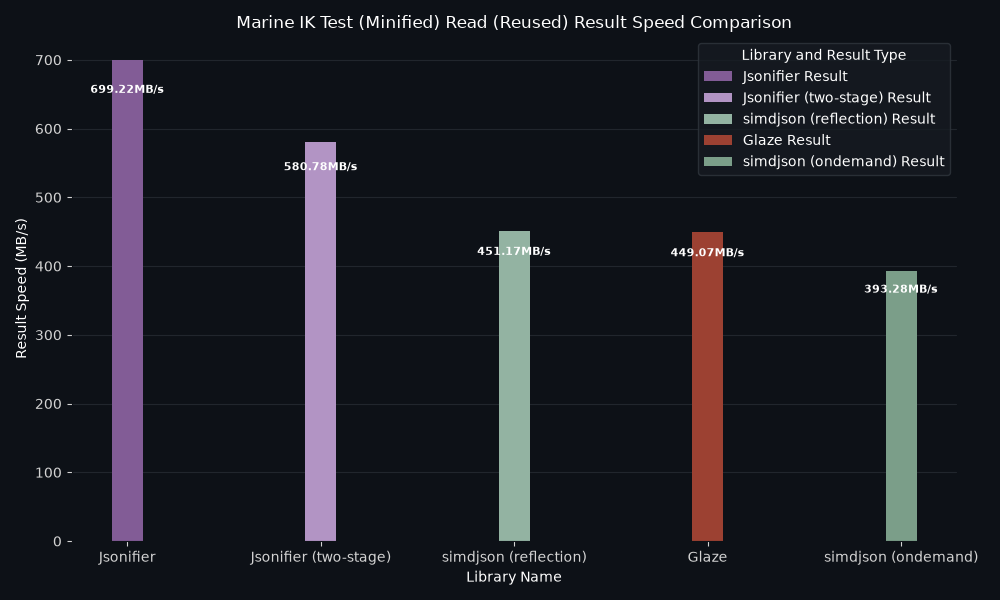 Marine IK Test (Minified) Read (Reused) Result Speed Comparison
Library and Result Type
Jsonifier Result
Jsonifier (two-stage) Result
simdjson (reflection) Result
Glaze Result
simdjson (ondemand) Result
Result Speed (MB/s)
700
600
500
400
300
200
100
0
699.22MB/s
580.78MB/s
451.17MB/s
449.07MB/s
393.28MB/s
Jsonifier
Jsonifier (two-stage)
simdjson (reflection)
Glaze
simdjson (ondemand)
Library Name